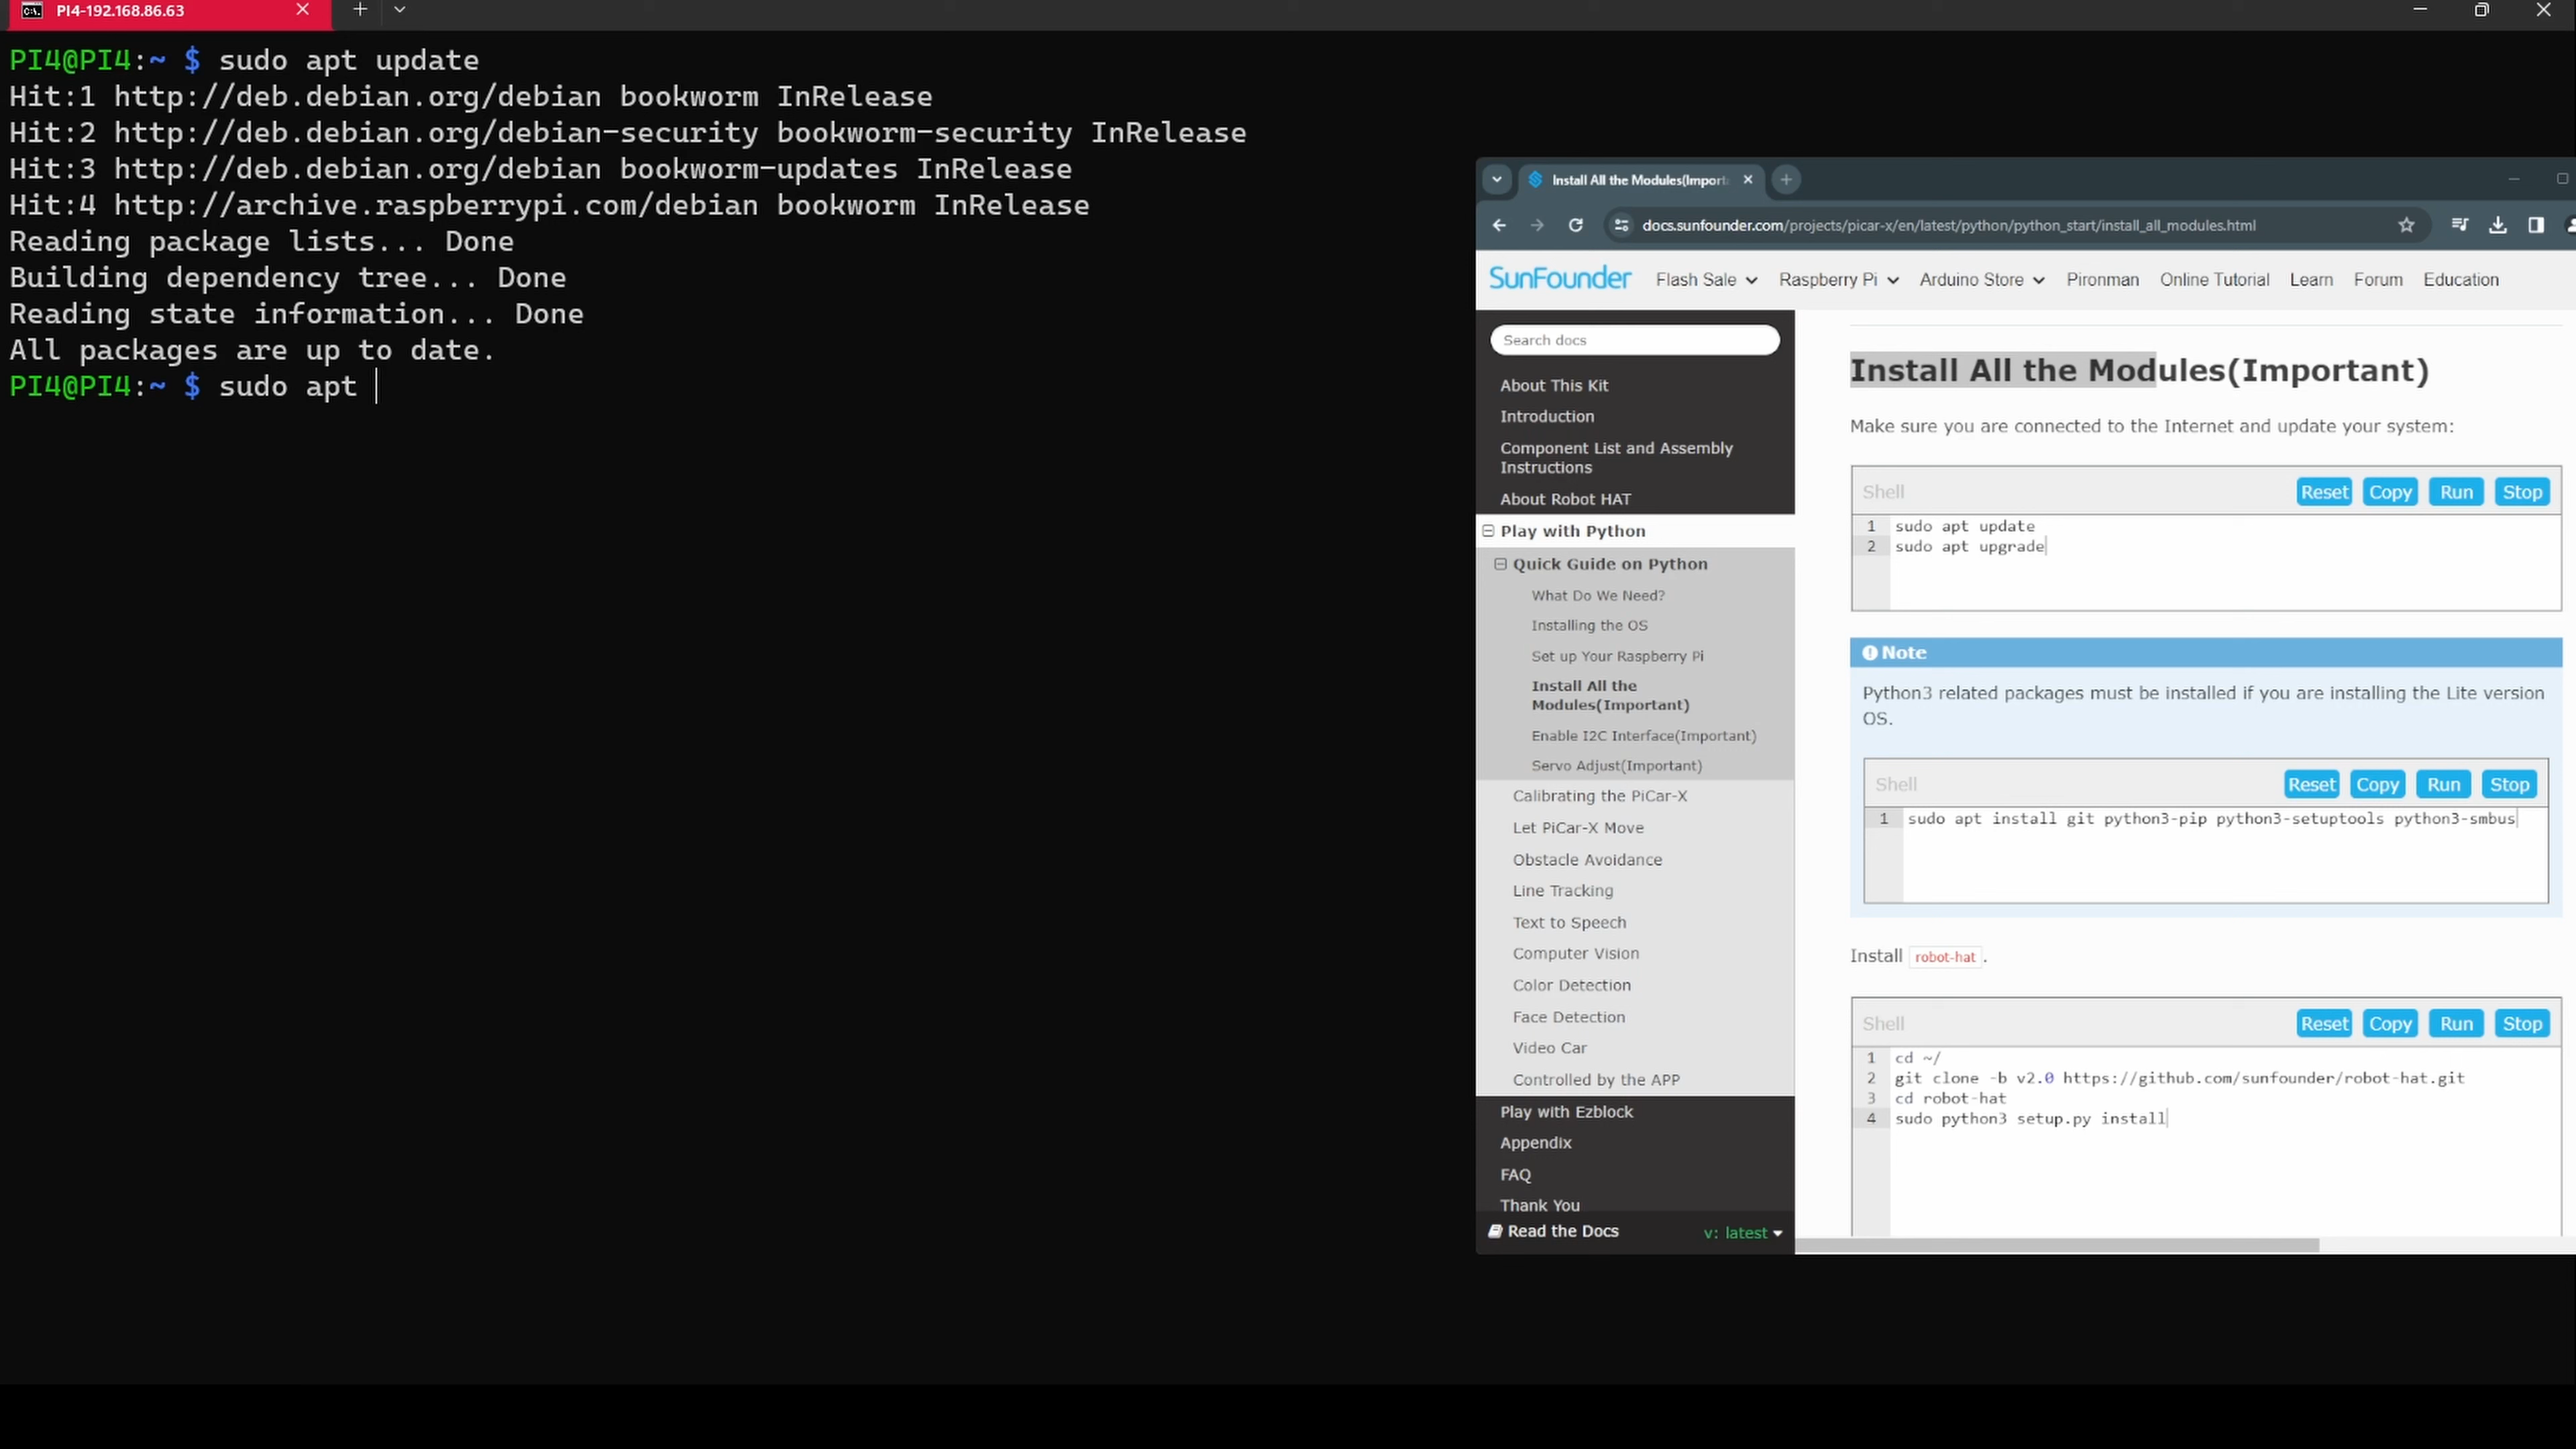 PI4-192.168.86.63
PI4@PI4:~ $ sudo apt update
Hit:1 http://deb.debian.org/debian bookworm InRelease
Hit:2 http://deb.debian.org/debian-security bookworm-security InRelease
Hit:3 http://deb.debian.org/debian bookworm-updates InRelease
Hit:4 http://archive.raspberrypi.com/debian bookworm InRelease
Reading package lists... Done
Building dependency tree... Done
Reading state information... Done
All packages are up to date.
PI4@PI4:~ $ sudo apt
Install All the Modules(Import
docs.sunfounder.com/projects/picar-x/en/latest/python/python_start/install_all_modules.html
SunFounder Flash Sale Raspberry Pi Arduino Store Pironman Online Tutorial Learn Forum Education
Search docs
About This Kit
Introduction
Component List and Assembly
Instructions
About Robot HAT
Play with Python
Quick Guide on Python
What Do We Need?
Installing the OS
Set up Your Raspberry Pi
Install All the
Modules(Important)
Enable I2C Interface(Important)
Servo Adjust(Important)
Calibrating the PiCar-X
Let PiCar-X Move
Obstacle Avoidance
Line Tracking
Text to Speech
Computer Vision
Color Detection
Face Detection
Video Car
Controlled by the APP
Play with Ezblock
Appendix
FAQ
Thank You
Read the Docs v: latest
Install All the Modules(Important)
Make sure you are connected to the Internet and update your system:
Shell Reset Copy Run Stop
1 sudo apt update
2 sudo apt upgrade
Note
Python3 related packages must be installed if you are installing the Lite version
OS.
Shell Reset Copy Run Stop
1 sudo apt install git python3-pip python3-setuptools python3-smbus
Install robot-hat.
Shell Reset Copy Run Stop
1 cd ~/
2 git clone -b v2.0 https://github.com/sunfounder/robot-hat.git
3 cd robot-hat
4 sudo python3 setup.py install